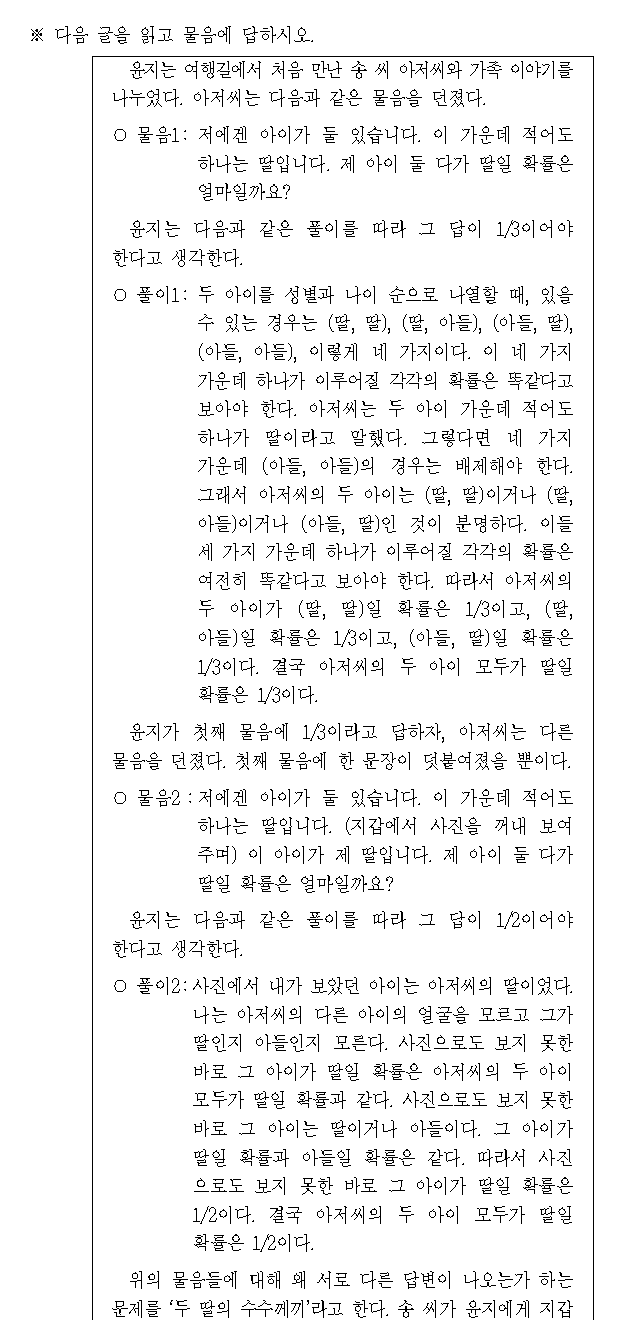 ※ 다음 글을 읽고 물음에 답하시오.
윤지는 여행길에서 처음 만난 송 씨 아저씨와 가족 이야기를
나누었다. 아저씨는 다음과 같은 물음을 던졌다.
○ 물음1: 저에겐 아이가 둘 있습니다. 이 가운데 적어도
하나는 딸입니다. 제 아이 둘 다가 딸일 확률은
얼마일까요?
윤지는 다음과 같은 풀이를 따라 그 답이 1/3이어야
한다고 생각한다.
○ 풀이1: 두 아이를 성별과 나이 순으로 나열할 때, 있을
수 있는 경우는 (딸, 딸), (딸, 아들), (아들, 딸),
(아들, 아들), 이렇게 네 가지이다. 이 네 가지
가운데 하나가 이루어질 각각의 확률은 똑같다고
보아야 한다. 아저씨는 두 아이 가운데 적어도
하나가 딸이라고 말했다. 그렇다면 네 가지
가운데 (아들, 아들)의 경우는 배제해야 한다.
그래서 아저씨의 두 아이는 (딸, 딸)이거나 (딸,
아들)이거나 (아들, 딸)인 것이 분명하다. 이들
세 가지 가운데 하나가 이루어질 각각의 확률은
여전히 똑같다고 보아야 한다. 따라서 아저씨의
두 아이가 (딸, 딸)일 확률은 1/3이고, (딸,
아들)일 확률은 1/3이고, (아들, 딸)일 확률은
1/3이다. 결국 아저씨의 두 아이 모두가 딸일
확률은 1/3이다.
윤지가 첫째 물음에 1/3이라고 답하자, 아저씨는 다른
물음을 던졌다. 첫째 물음에 한 문장이 덧붙여졌을 뿐이다.
○ 물음2 : 저에겐 아이가 둘 있습니다. 이 가운데 적어도
하나는 딸입니다. (지갑에서 사진을 꺼내 보여
주며) 이 아이가 제 딸입니다. 제 아이 둘 다가
딸일 확률은 얼마일까요?
윤지는 다음과 같은 풀이를 따라 그 답이 1/2이어야
한다고 생각한다.
○ 풀이2: 사진에서 내가 보았던 아이는 아저씨의 딸이었다.
나는 아저씨의 다른 아이의 얼굴을 모르고 그가
딸인지 아들인지 모른다. 사진으로도 보지 못한
바로 그 아이가 딸일 확률은 아저씨의 두 아이
모두가 딸일 확률과 같다. 사진으로도 보지 못한
바로 그 아이는 딸이거나 아들이다. 그 아이가
딸일 확률과 아들일 확률은 같다. 따라서 사진
으로도 보지 못한 바로 그 아이가 딸일 확률은
1/2이다. 결국 아저씨의 두 아이 모두가 딸일
확률은 1/2이다.
위의 물음들에 대해 왜 서로 다른 답변이 나오는가 하는
문제를 ‘두 딸의 수수께끼’라고 한다. 송 씨가 윤지에게 지갑